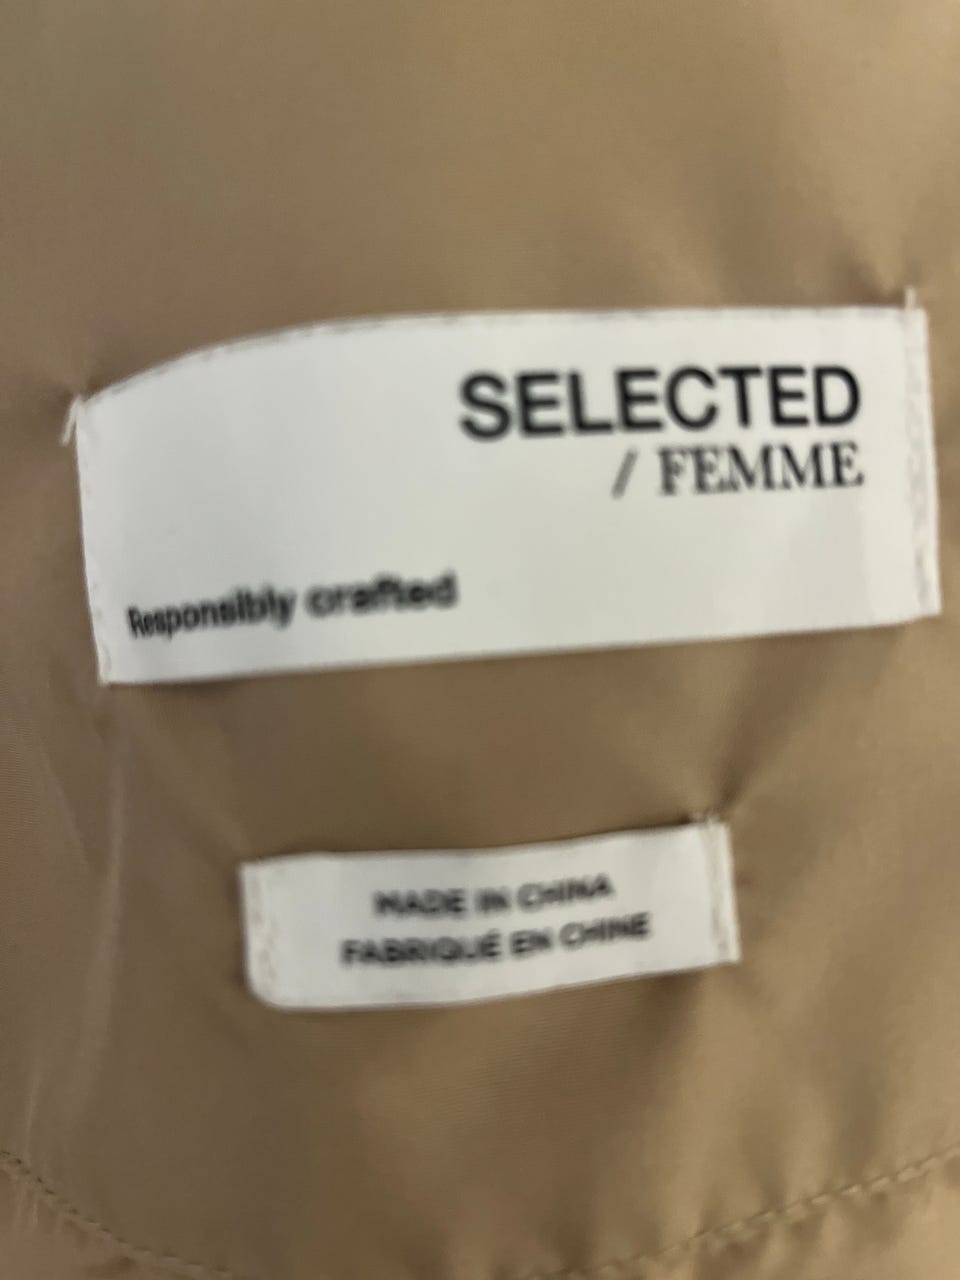 SELECTED
/ FEMME
Responsibly crafted
MADE IN CHINA
FABRIQUÉ EN CHINE